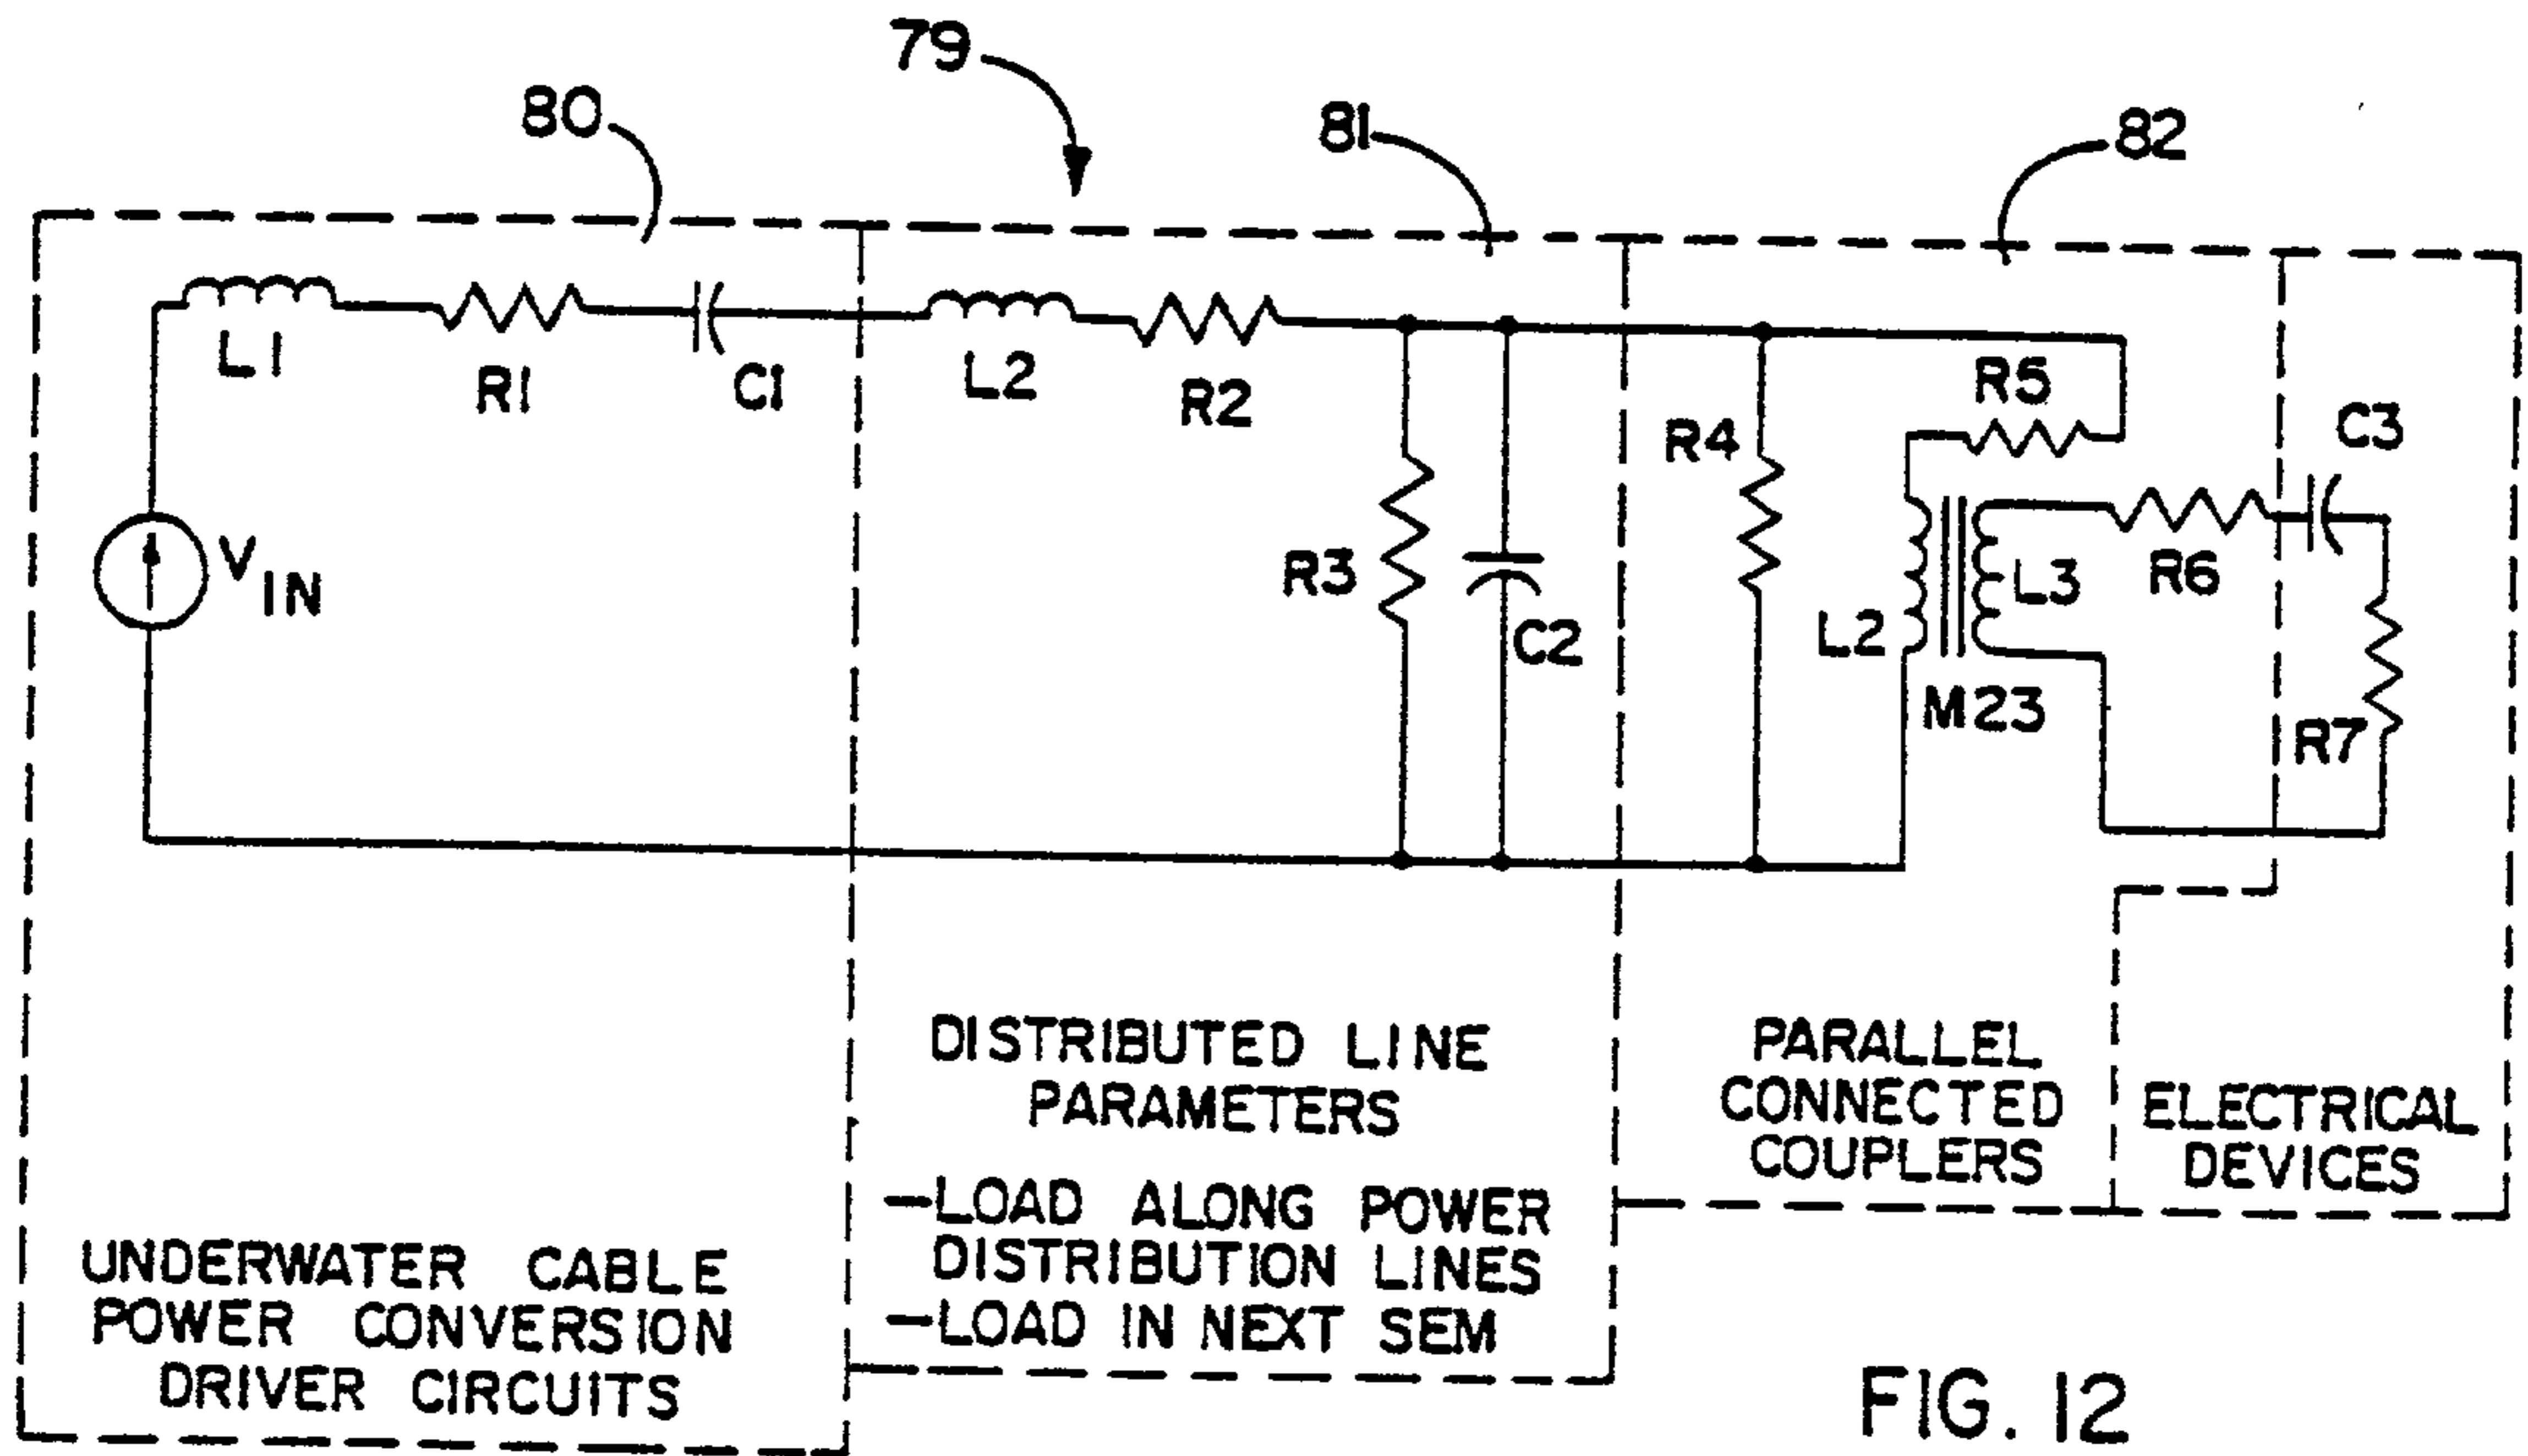 79
80
81
82
L1
R1
C1
L2
R2
R5
R4
C3
VIN
R3
C2
L2
L3
R6
M23
R7
DISTRIBUTED LINE
PARAMETERS
-LOAD ALONG POWER
DISTRIBUTION LINES
-LOAD IN NEXT SEM
PARALLEL
CONNECTED
COUPLERS
ELECTRICAL
DEVICES
UNDERWATER CABLE
POWER CONVERSION
DRIVER CIRCUITS
FIG. 12